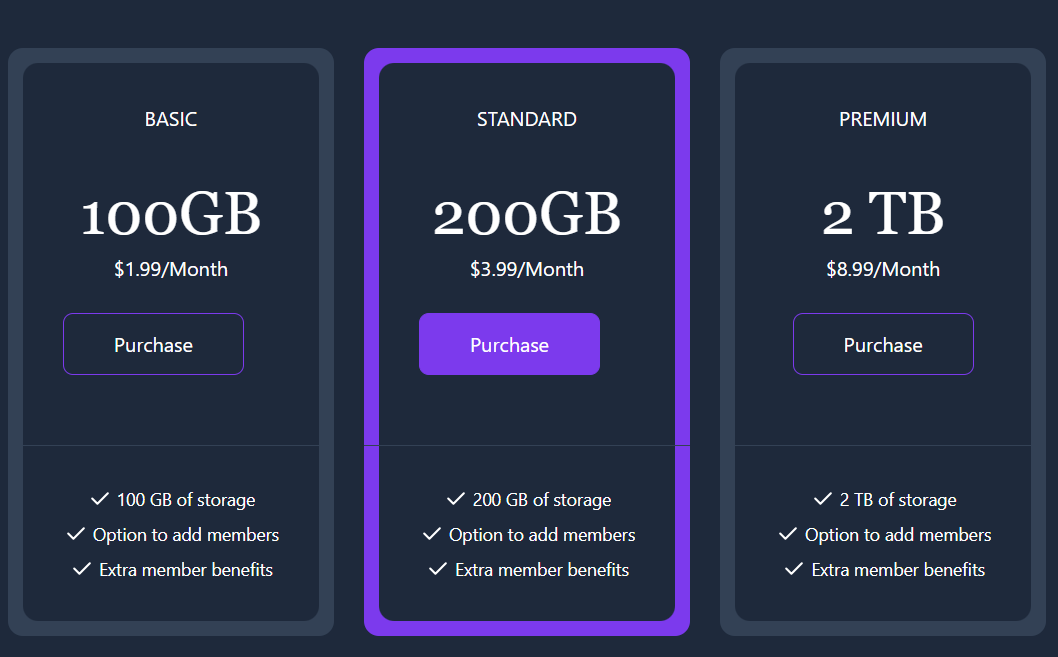 BASIC
100GB
$1.99/Month
Purchase
100 GB of storage
Option to add members
Extra member benefits
STANDARD
200GB
$3.99/Month
Purchase
200 GB of storage
Option to add members
Extra member benefits
PREMIUM
2 TB
$8.99/Month
Purchase
2 TB of storage
Option to add members
Extra member benefits